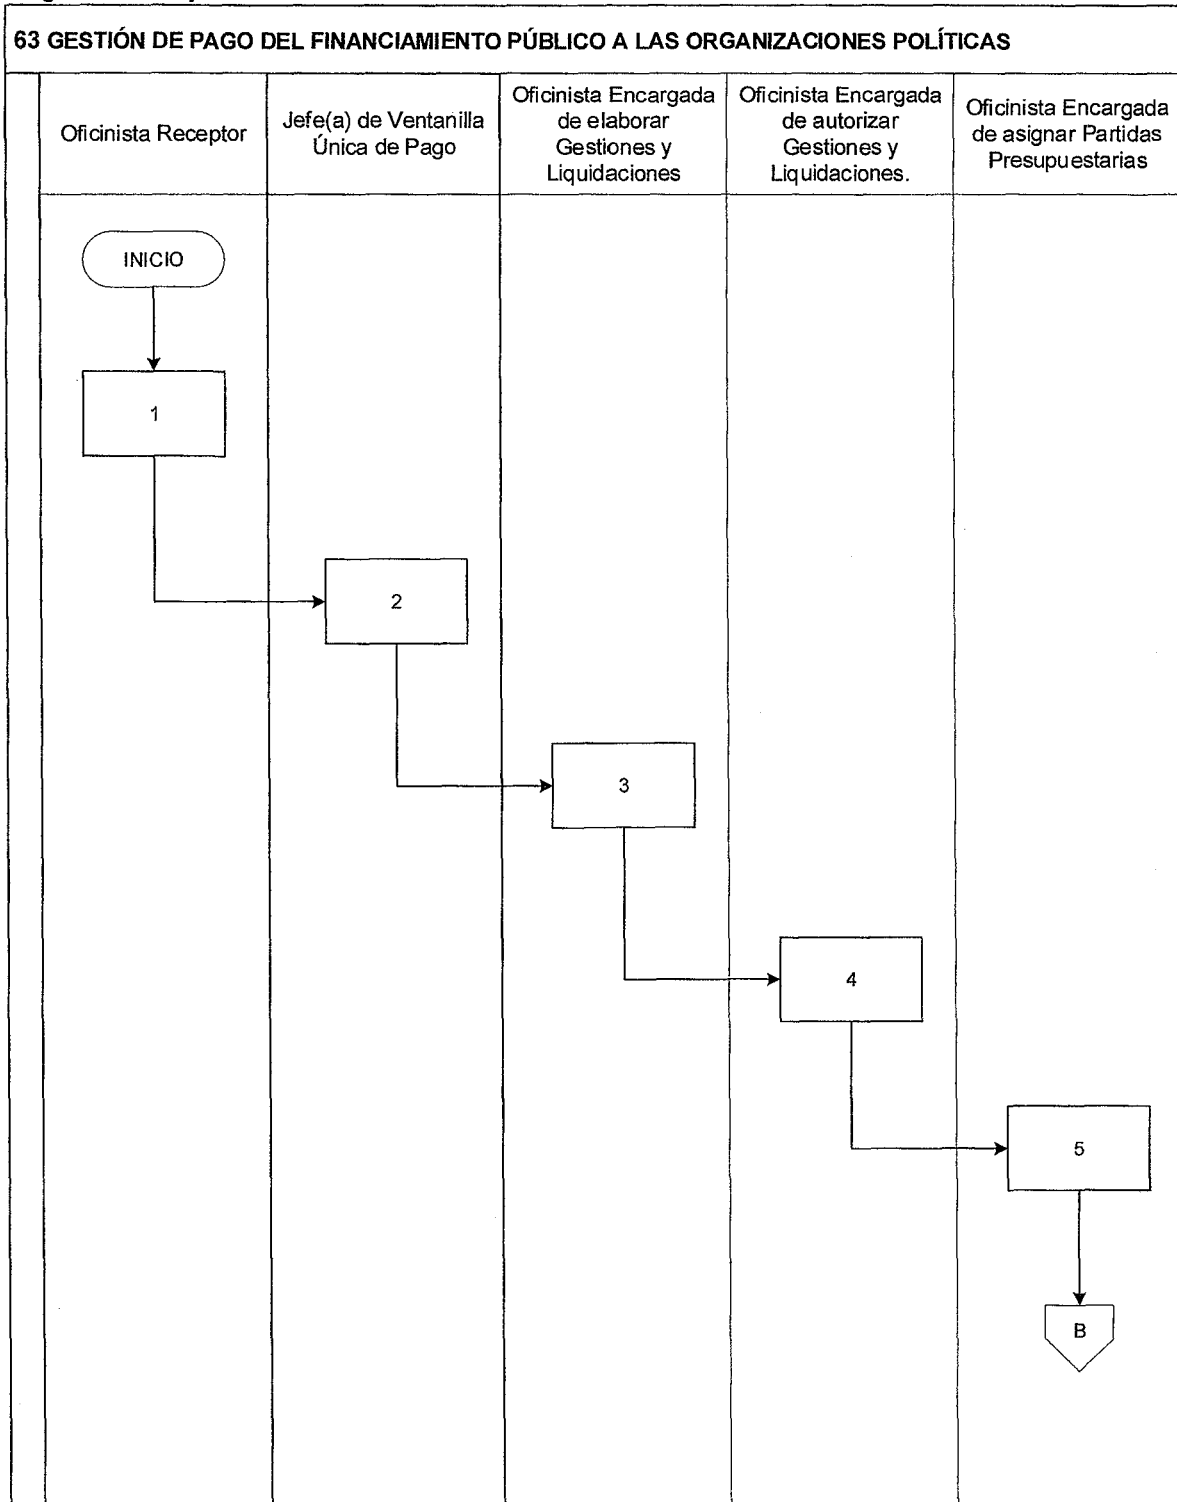 63 GESTIÓN DE PAGO DEL FINANCIAMIENTO PÚBLICO A LAS ORGANIZACIONES POLÍTICAS
Oficinista Receptor
Jefe(a) de Ventanilla
Única de Pago
Oficinista Encargada
de elaborar
Gestiones y
Liquidaciones
Oficinista Encargada
de autorizar
Gestiones y
Liquidaciones.
Oficinista Encargada
de asignar Partidas
Presupuestarias
INICIO
1
2
3
4
5
B